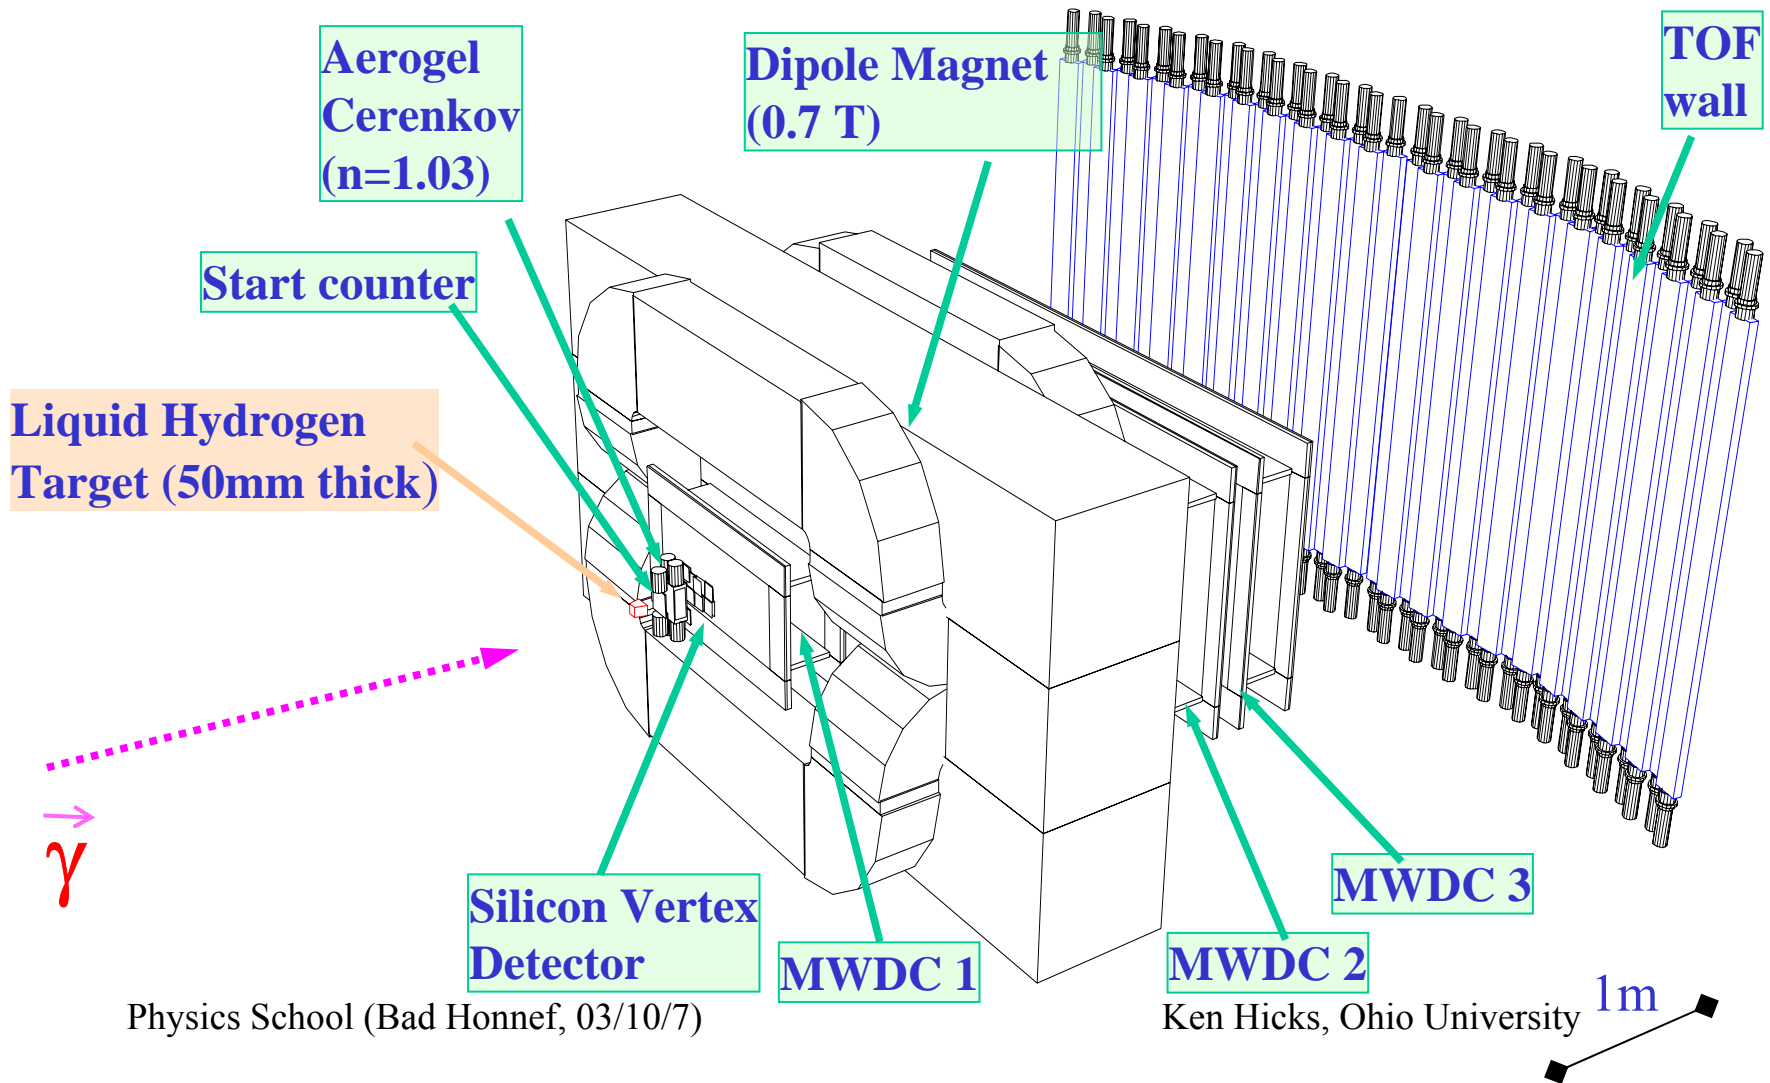 Aerogel
Cerenkov
(n=1.03)
Dipole Magnet
(0.7 T)
TOF
wall
Start counter
Liquid Hydrogen
Target (50mm thick)
γ
Silicon Vertex
Detector
MWDC 1
MWDC 2
MWDC 3
1m
Physics School (Bad Honnef, 03/10/7)
Ken Hicks, Ohio University